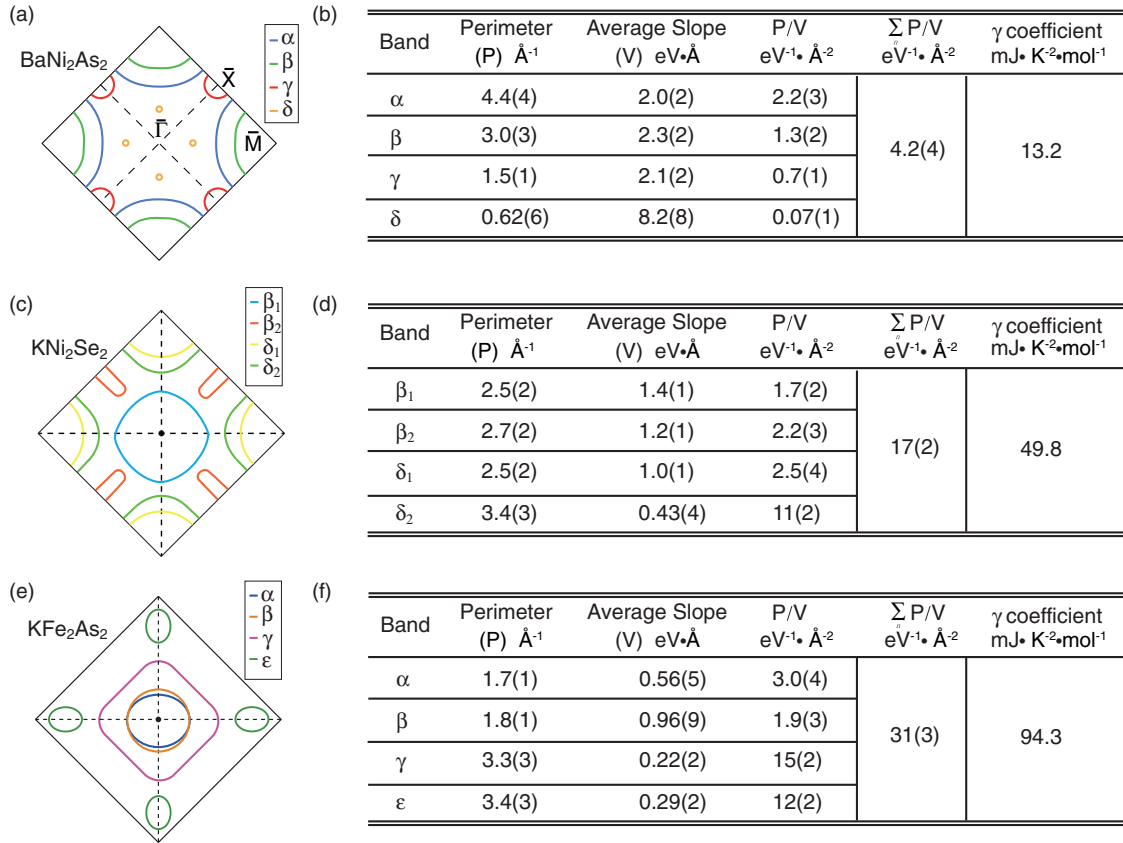 (a)
BaNi₂As₂
α
β
γ
δ
X̄
Γ̄
M̄
(b)
Band Perimeter (P) Å⁻¹ Average Slope (V) eV•Å P/V eV⁻¹• Å⁻² Σₙ P/V eV⁻¹• Å⁻² γ coefficient mJ• K⁻²•mol⁻¹
α 4.4(4) 2.0(2) 2.2(3)
β 3.0(3) 2.3(2) 1.3(2)
4.2(4) 13.2
γ 1.5(1) 2.1(2) 0.7(1)
δ 0.62(6) 8.2(8) 0.07(1)
(c)
KNi₂Se₂
β₁
β₂
δ₁
δ₂
(d)
Band Perimeter (P) Å⁻¹ Average Slope (V) eV•Å P/V eV⁻¹• Å⁻² Σₙ P/V eV⁻¹• Å⁻² γ coefficient mJ• K⁻²•mol⁻¹
β₁ 2.5(2) 1.4(1) 1.7(2)
β₂ 2.7(2) 1.2(1) 2.2(3)
17(2) 49.8
δ₁ 2.5(2) 1.0(1) 2.5(4)
δ₂ 3.4(3) 0.43(4) 11(2)
(e)
KFe₂As₂
α
β
γ
ε
(f)
Band Perimeter (P) Å⁻¹ Average Slope (V) eV•Å P/V eV⁻¹• Å⁻² Σₙ P/V eV⁻¹• Å⁻² γ coefficient mJ• K⁻²•mol⁻¹
α 1.7(1) 0.56(5) 3.0(4)
β 1.8(1) 0.96(9) 1.9(3)
31(3) 94.3
γ 3.3(3) 0.22(2) 15(2)
ε 3.4(3) 0.29(2) 12(2)